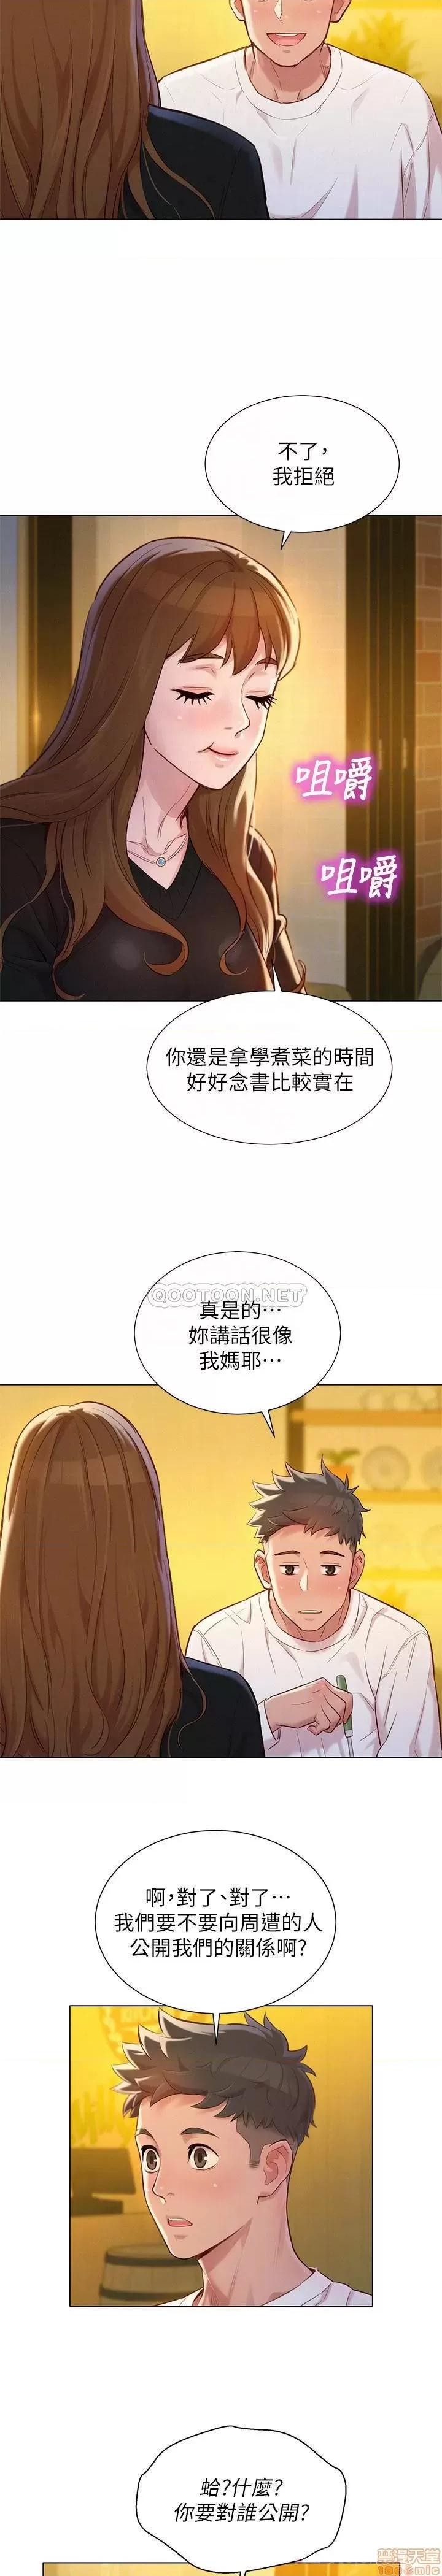 不了，
我拒絕
咀嚼
咀嚼
你還是拿學煮菜的時間
好好念書比較實在
QOOTOON.NET
真是的…
妳講話很像
我媽耶…
啊，對了、對了…
我們要不要向周遭的人
公開我們的關係啊?
蛤?什麼?
你要對誰公開?